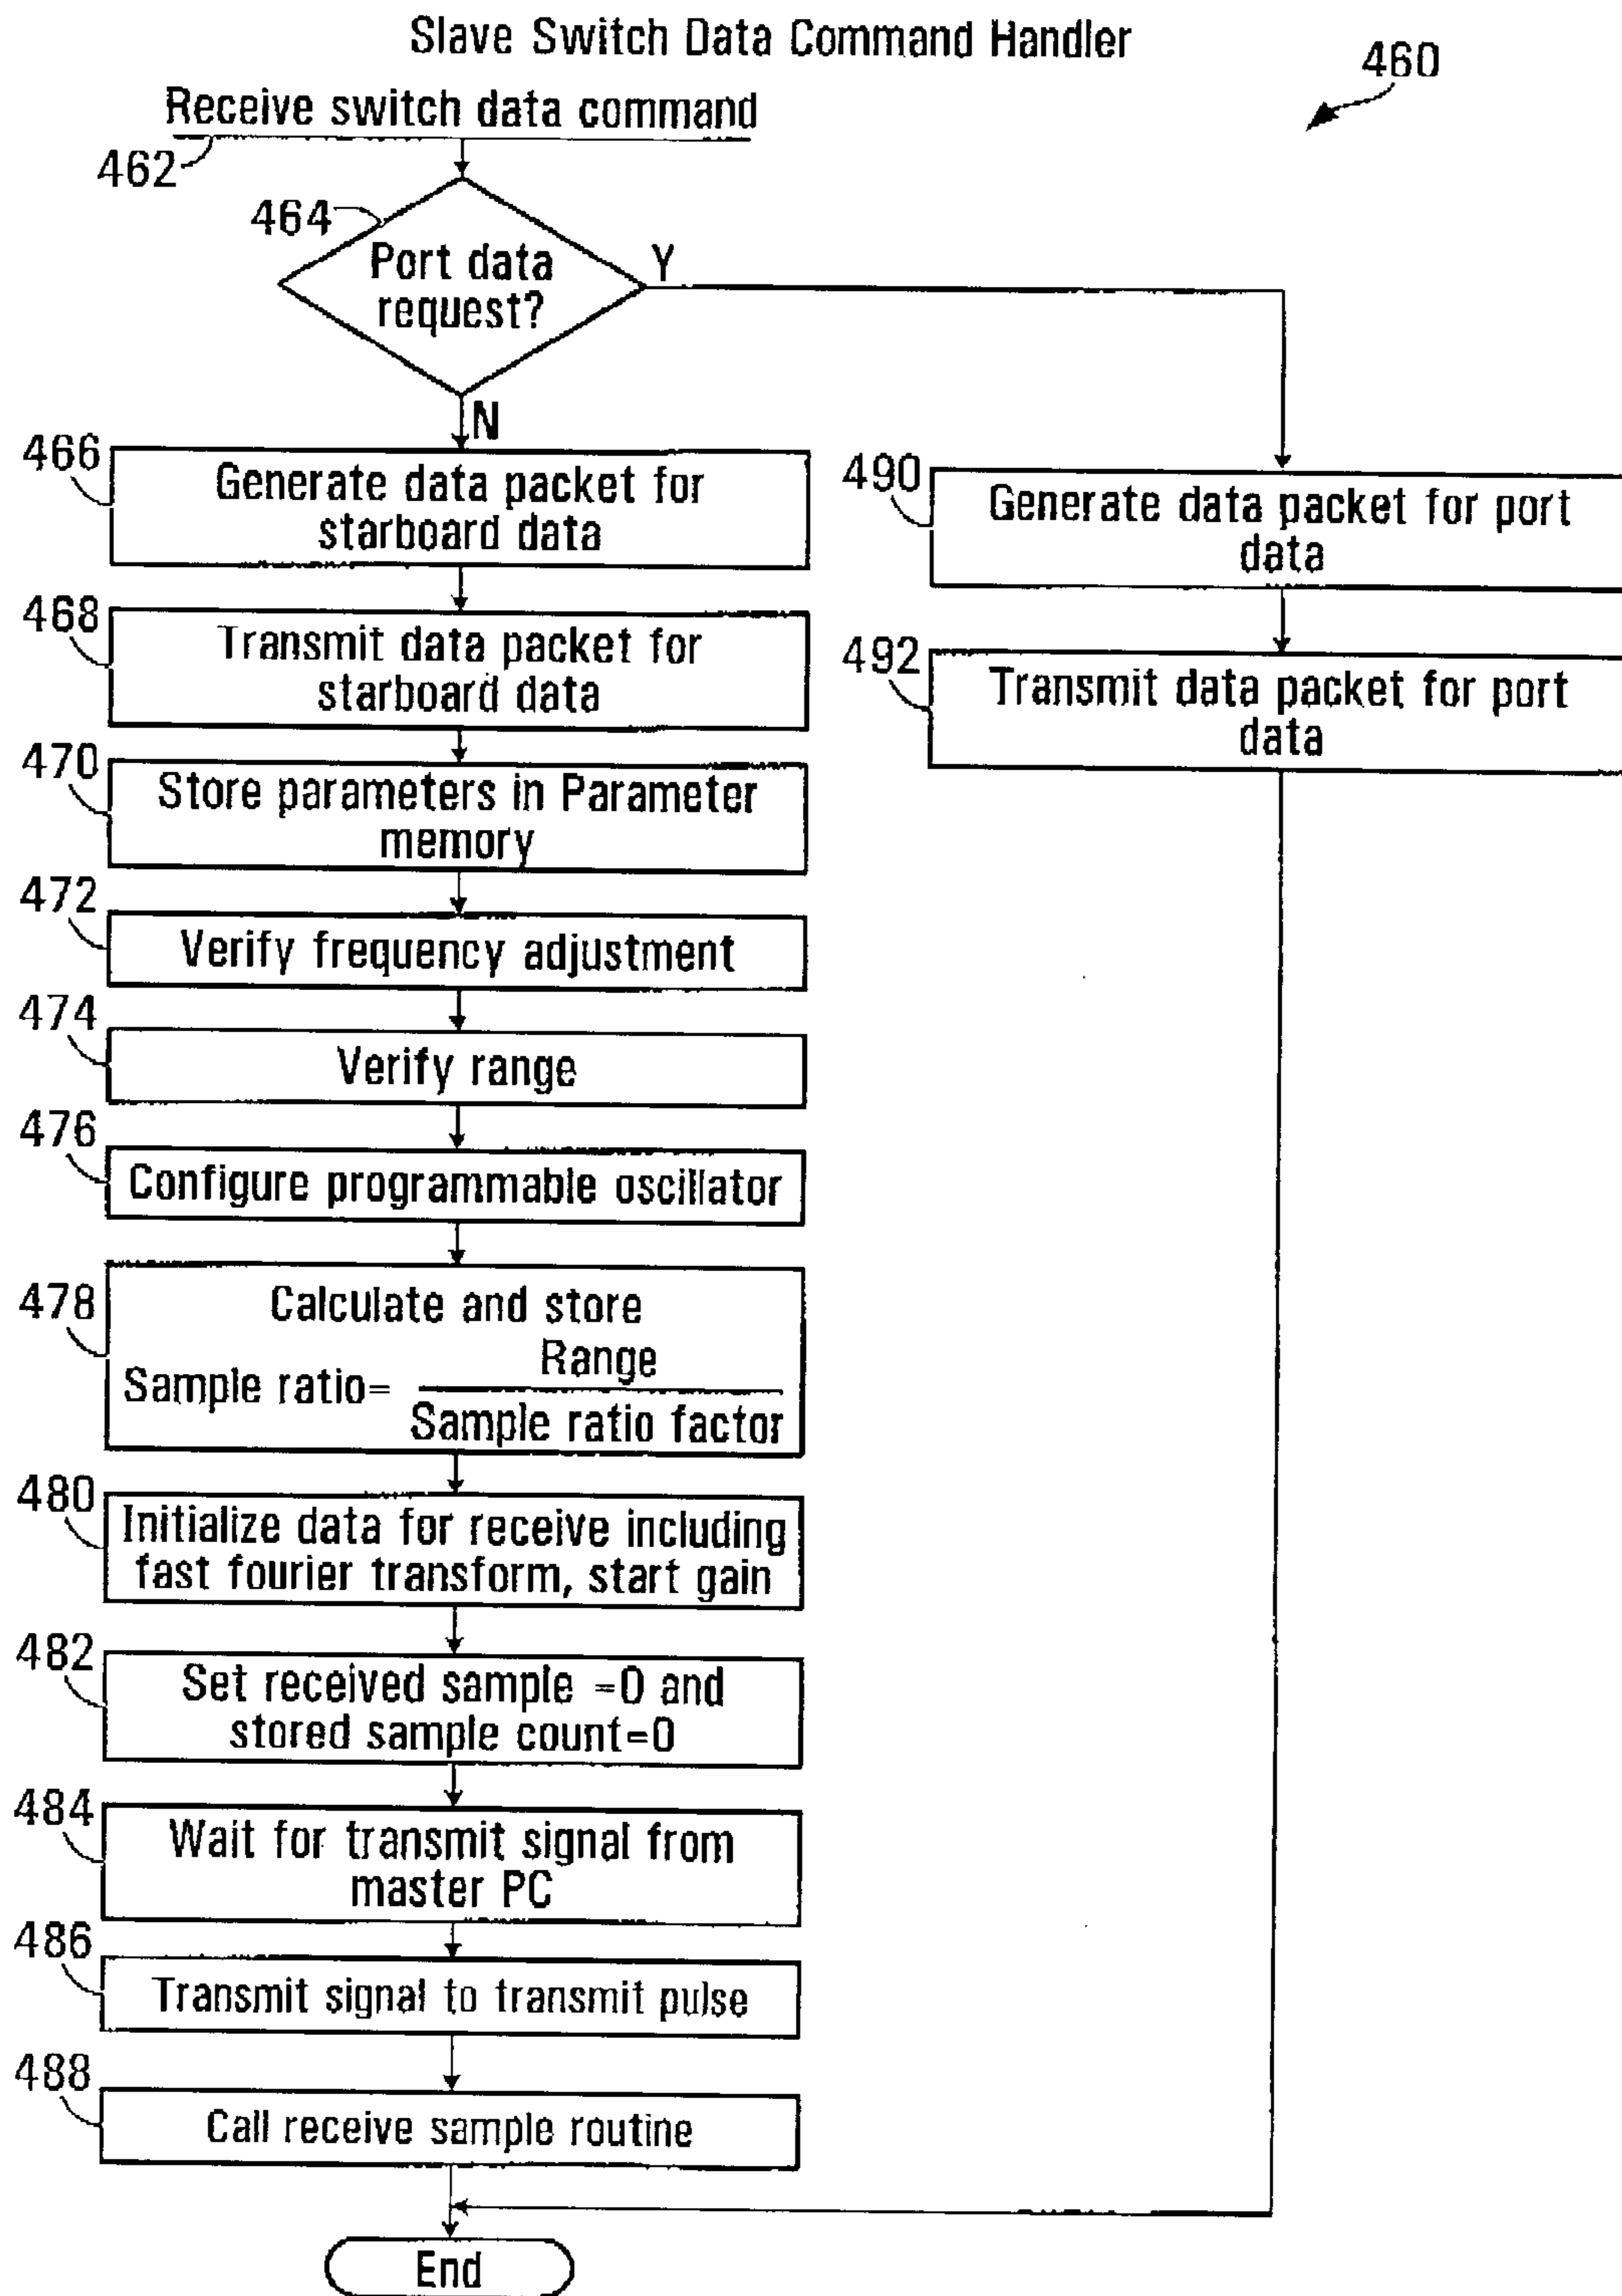 Slave Switch Data Command Handler
460
Receive switch data command
462
464
Port data
request?
Y
N
466
Generate data packet for
starboard data
490
Generate data packet for port
data
468
Transmit data packet for
starboard data
492
Transmit data packet for port
data
470
Store parameters in Parameter
memory
472
Verify frequency adjustment
474
Verify range
476
Configure programmable oscillator
478
Calculate and store
Range
Sample ratio=
Sample ratio factor
480
Initialize data for receive including
fast fourier transform, start gain
482
Set received sample =0 and
stored sample count=0
484
Wait for transmit signal from
master PC
486
Transmit signal to transmit pulse
488
Call receive sample routine
End